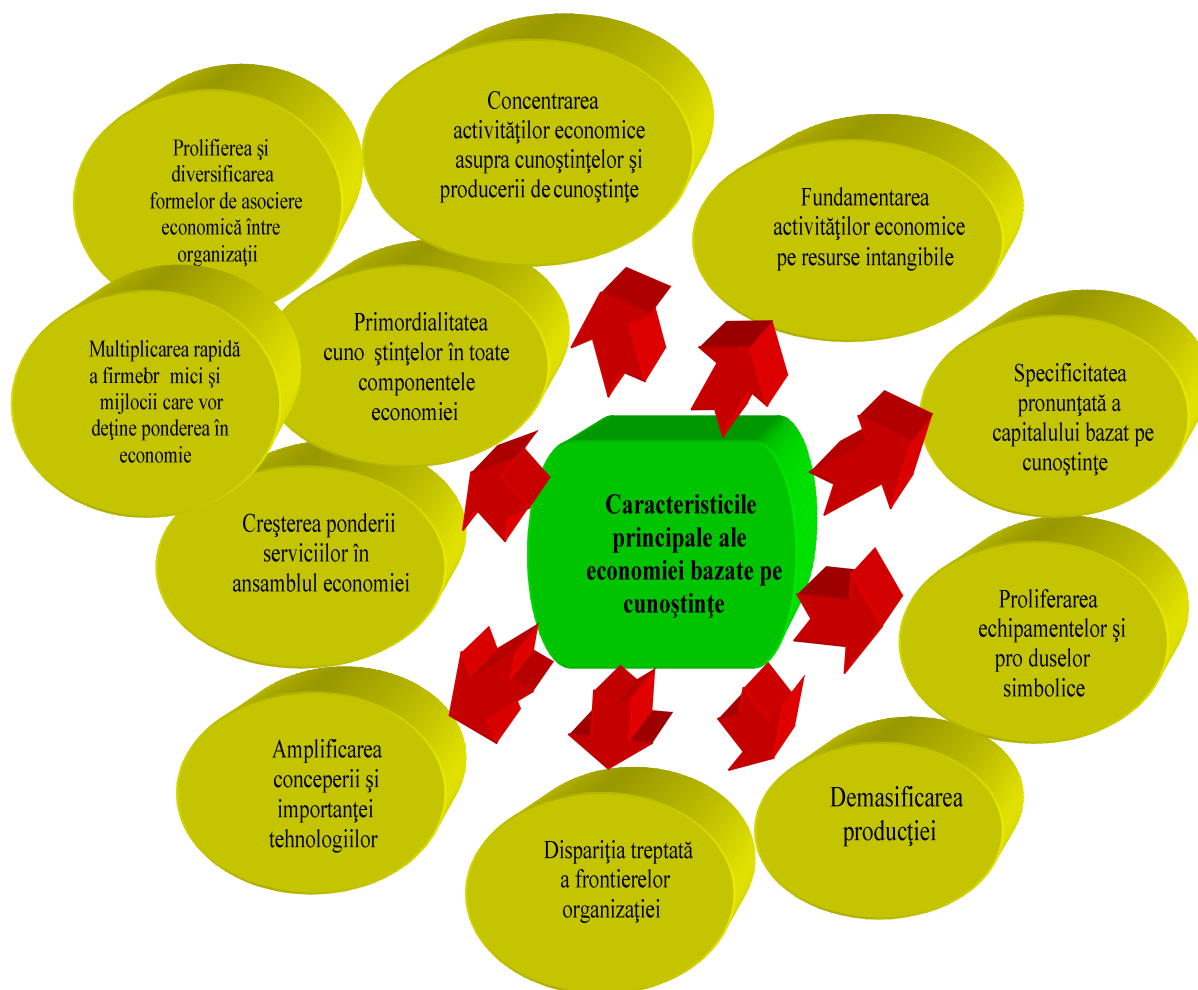 Concentrarea
activităţilor economice
asupra cunoştinţelor şi
producerii de cunoştinţe
Prolifierea şi
diversificarea
formelor de asociere
economică între
organizaţii
Fundamentarea
activităţilor economice
pe resurse intangibile
Primordialitatea
cuno ştinţelor în toate
componentele
economiei
Multiplicarea rapidă
a firmebr mici şi
mijlocii care vor
deţine ponderea în
economie
Specificitatea
pronunţată a
capitalului bazat pe
cunoştinţe
Caracteristicile
principale ale
economiei bazate pe
cunoştinţe
Creşterea ponderii
serviciilor în
ansamblul economiei
Proliferarea
echipamentelor şi
pro duselor
simbolice
Amplificarea
conceperii şi
importanţei
tehnologiilor
Demasificarea
producţiei
Dispariţia treptată
a frontierelor
organizaţiei